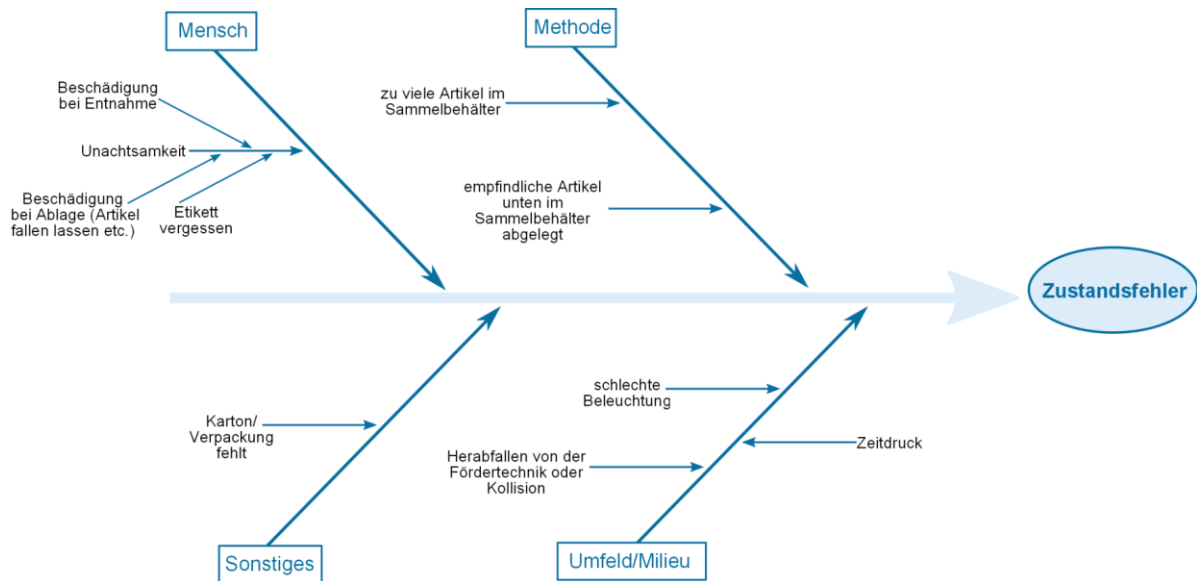 Mensch
Methode
Beschädigung
bei Entnahme
Unachtsamkeit
Beschädigung
bei Ablage (Artikel
fallen lassen etc.)
Etikett
vergessen
zu viele Artikel im
Sammelbehälter
empfindliche Artikel
unten im
Sammelbehälter
abgelegt
Zustandsfehler
Karton/
Verpackung
fehlt
schlechte
Beleuchtung
Herabfallen von der
Fördertechnik oder
Kollision
Zeitdruck
Sonstiges
Umfeld/Milieu